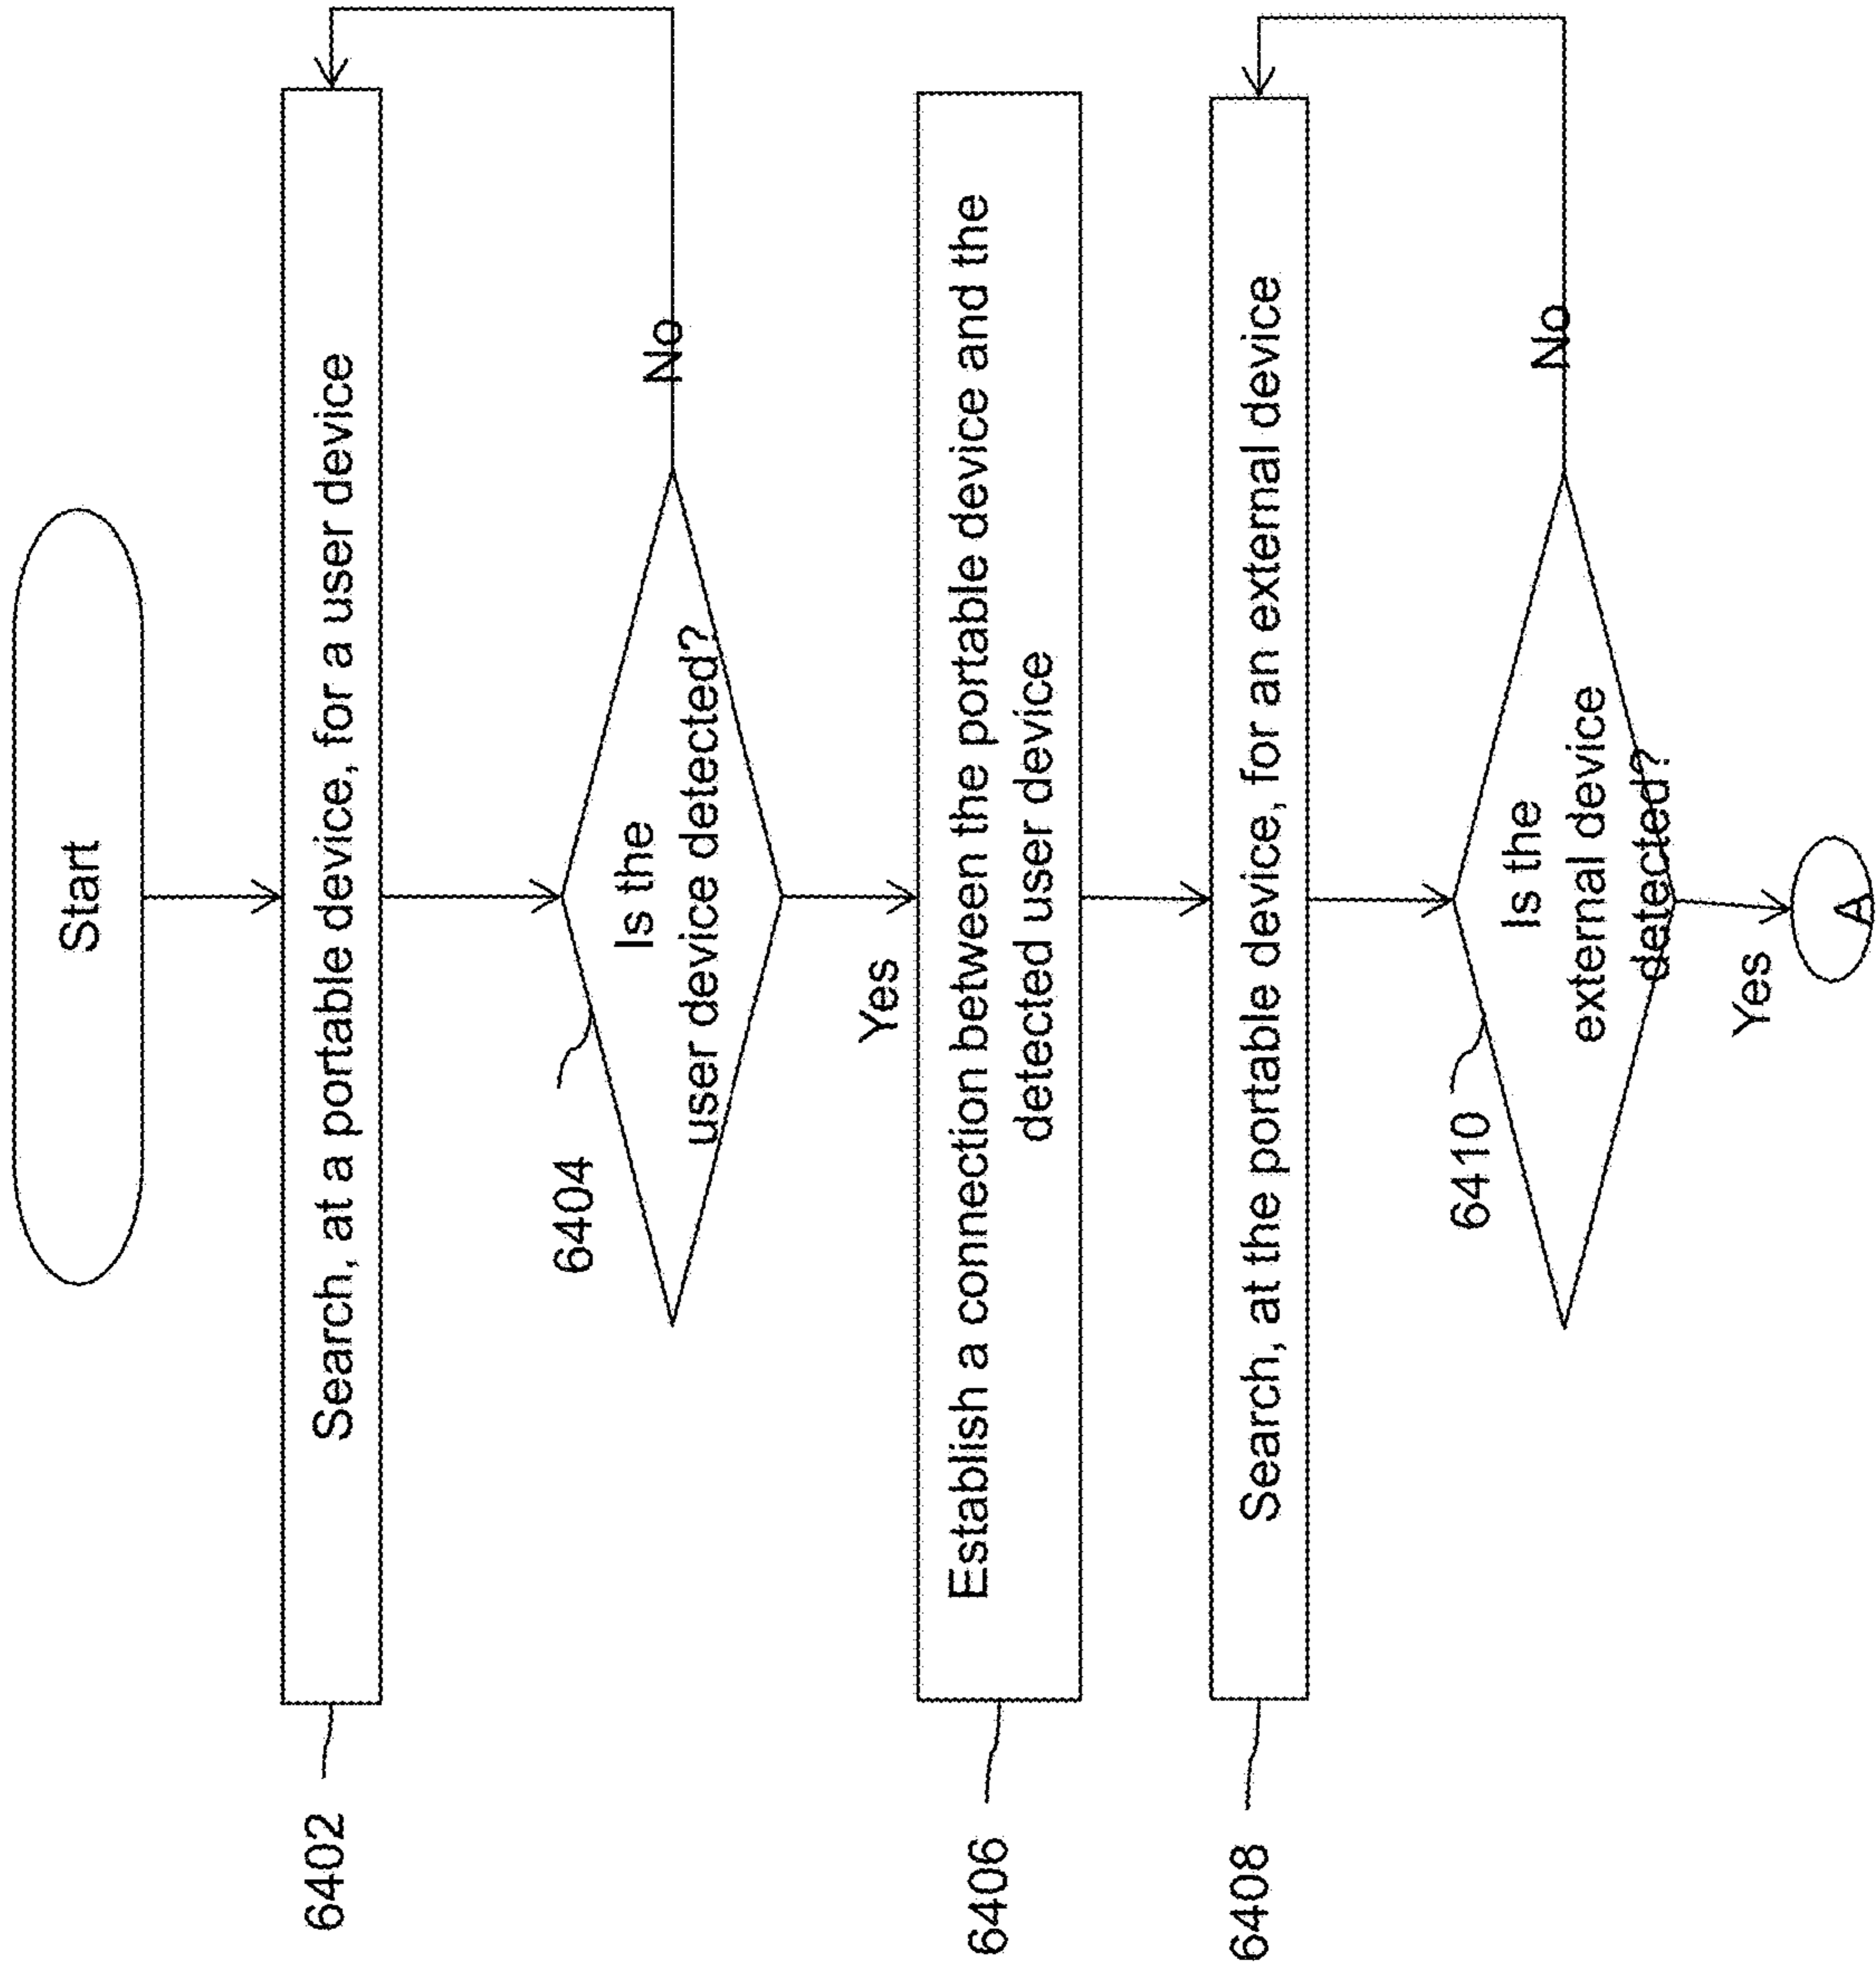 Start
6402
Search, at a portable device, for a user device
6404
Is the
user device detected?
No
Yes
6406
Establish a connection between the portable device and the
detected user device
6408
Search, at the portable device, for an external device
6410
Is the
external device
detected?
No
Yes
A